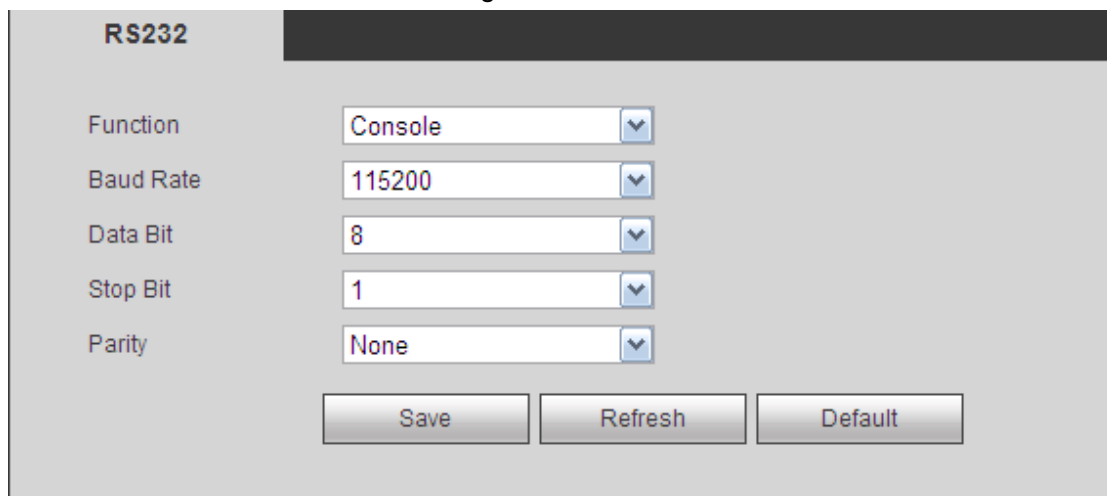 RS232
Function Console
Baud Rate 115200
Data Bit 8
Stop Bit 1
Parity None
Save Refresh Default